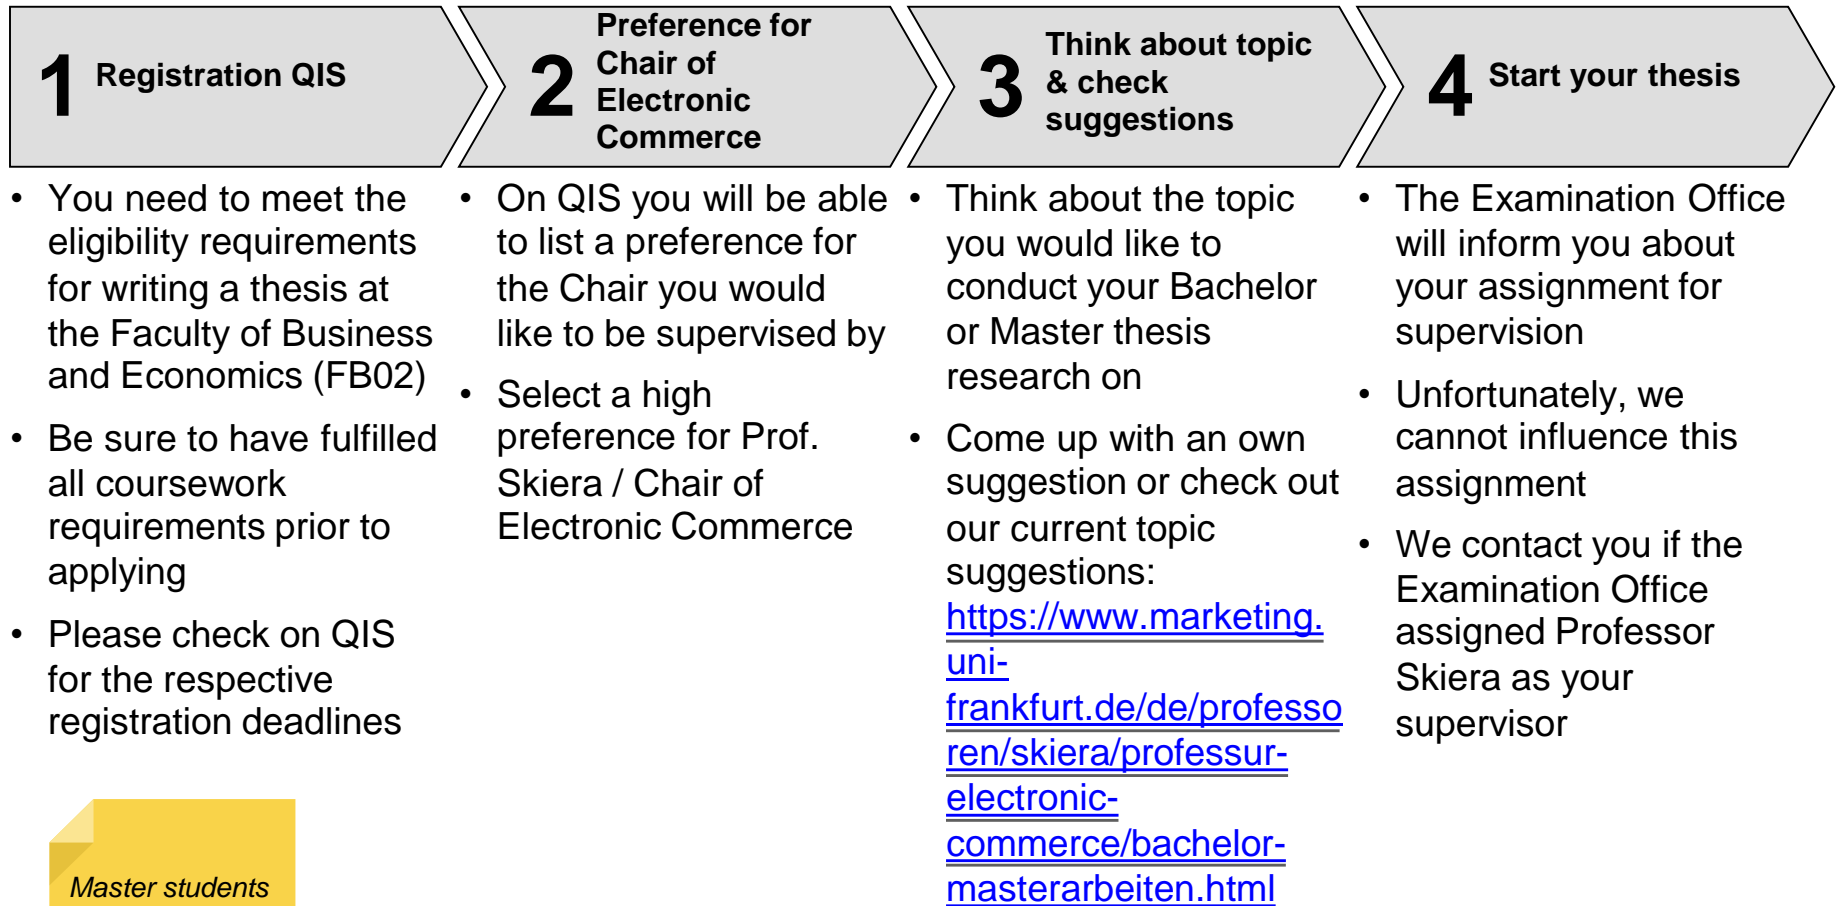 1 Registration QIS
• You need to meet the
eligibility requirements
for writing a thesis at
the Faculty of Business
and Economics (FB02)
• Be sure to have fulfilled
all coursework
requirements prior to
applying
• Please check on QIS
for the respective
registration deadlines
Master students
2 Preference for
Chair of
Electronic
Commerce
• On QIS you will be able
to list a preference for
the Chair you would
like to be supervised by
• Select a high
preference for Prof.
Skiera / Chair of
Electronic Commerce
3 Think about topic
& check
suggestions
• Think about the topic
you would like to
conduct your Bachelor
or Master thesis
research on
• Come up with an own
suggestion or check out
our current topic
suggestions:
https://www.marketing.
uni-
frankfurt.de/de/professo
ren/skiera/professur-
electronic-
commerce/bachelor-
masterarbeiten.html
4 Start your thesis
• The Examination Office
will inform you about
your assignment for
supervision
• Unfortunately, we
cannot influence this
assignment
• We contact you if the
Examination Office
assigned Professor
Skiera as your
supervisor